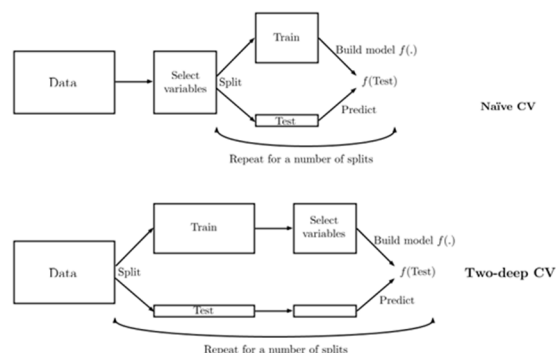 Data
Select
variables
Split
Train
Test
Build model f(.)
f(Test)
Predict
Repeat for a number of splits
Naïve CV
Data
Split
Train
Test
Select
variables
Build model f(.)
f(Test)
Predict
Repeat for a number of splits
Two-deep CV